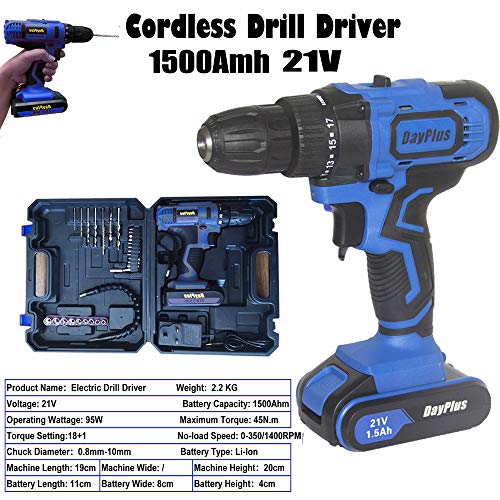 Cordless Drill Driver
1500Amh 21V
DayPlus
13 15 17
DayPlus
21V
1.5Ah
Product Name: Electric Drill Driver Weight: 2.2 KG
Voltage: 21V Battery Capacity: 1500Ahm
Operating Wattage: 95W Maximum Torque: 45N.m
Torque Setting:18+1 No-load Speed: 0-350/1400RPM
Chuck Diameter: 0.8mm-10mm Battery Type: Li-Ion
Machine Length: 19cm Machine Wide: / Machine Height: 20cm
Battery Length: 11cm Battery Wide: 8cm Battery Height: 4cm